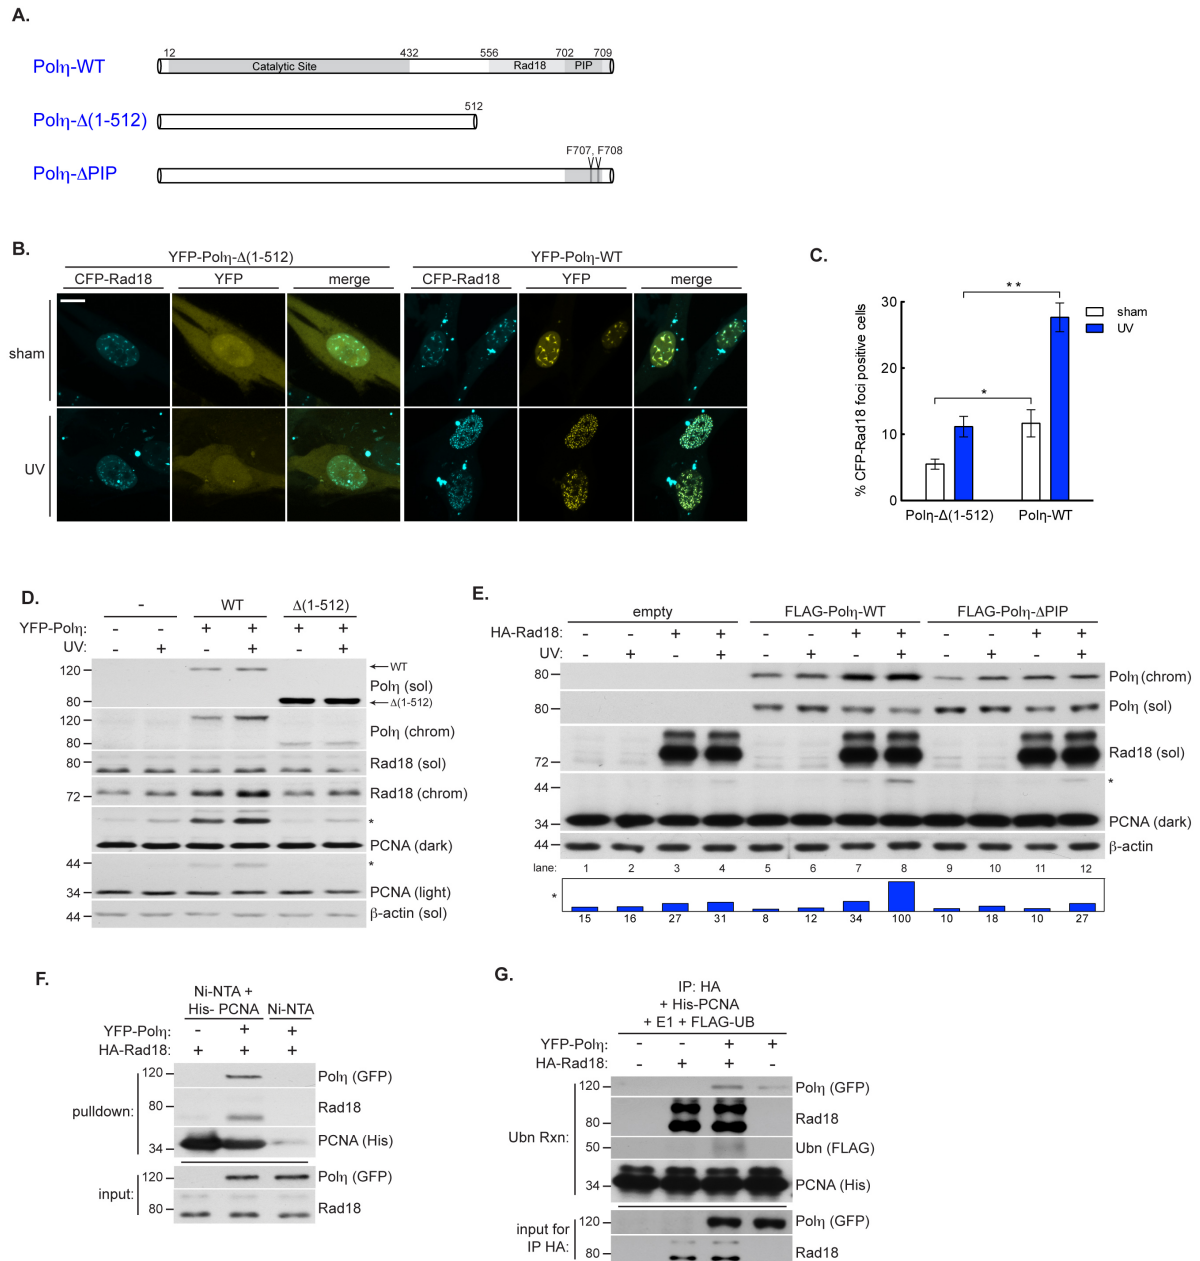 A.
12 432 556 702 709
Polη-WT Catalytic Site Rad18 PIP
512
Polη-Δ(1-512)
F707, F708
Polη-ΔPIP
B.
YFP-Polη-Δ(1-512) YFP-Polη-WT
CFP-Rad18 YFP merge CFP-Rad18 YFP merge
sham
UV
C.
% CFP-Rad18 foci positive cells
30
20
10
0
* *
*
sham
UV
Polη-Δ(1-512) Polη-WT
D.
- WT Δ(1-512)
YFP-Polη: - - + + + +
UV: - + - + - +
120 WT
Polη (sol)
80 Δ(1-512)
120
Polη (chrom)
80
80 Rad18 (sol)
72 Rad18 (chrom)
*
PCNA (dark)
44 *
34 PCNA (light)
44 β-actin (sol)
E.
empty FLAG-Polη-WT FLAG-Polη-ΔPIP
HA-Rad18: - - + + - - + + - - + +
UV: - + - + - + - + - + - +
80 Polη (chrom)
80 Polη (sol)
72 Rad18 (sol)
44 *
34 PCNA (dark)
44 β-actin
lane: 1 2 3 4 5 6 7 8 9 10 11 12
*
15 16 27 31 8 12 34 100 10 18 10 27
F.
Ni-NTA +
His- PCNA Ni-NTA
YFP-Polη: - + +
HA-Rad18: + + +
pulldown:
120 Polη (GFP)
80 Rad18
34 PCNA (His)
input:
120 Polη (GFP)
80 Rad18
G.
IP: HA
+ His-PCNA
+ E1 + FLAG-UB
YFP-Polη: - - + +
HA-Rad18: - + + -
Ubn Rxn:
120 Polη (GFP)
80 Rad18
50 Ubn (FLAG)
34 PCNA (His)
input for
IP HA:
120 Polη (GFP)
80 Rad18